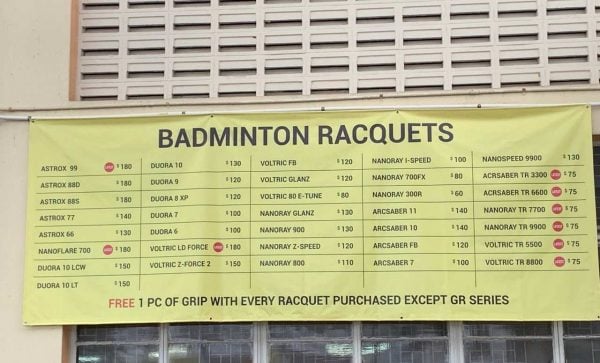 BADMINTON RACQUETS
ASTROX 99 $180
ASTROX 88D $180
ASTROX 88S $180
ASTROX 77 $140
ASTROX 66 $130
NANOFLARE 700 $180
DUORA 10 LCW $150
DUORA 10 LT $150
DUORA 10 $130
DUORA 9 $120
DUORA 8 XP $120
DUORA 7 $100
DUORA 6 $100
VOLTRIC LD FORCE $180
VOLTRIC Z-FORCE 2 $150
VOLTRIC FB $120
VOLTRIC GLANZ $120
VOLTRIC 80 E-TUNE $80
NANORAY GLANZ $130
NANORAY 900 $130
NANORAY Z-SPEED $120
NANORAY 800 $110
NANORAY I-SPEED $100
NANORAY 700FX $80
NANORAY 300R $60
ARCSABER 11 $140
ARCSABER 10 $140
ARCSABER FB $120
ARCSABER 7 $100
NANOSPEED 9900 $130
ACRSABER TR 3300 $75
ACRSABER TR 6600 $75
NANORAY TR 7700 $75
NANORAY TR 9900 $75
VOLTRIC TR 5500 $75
VOLTRIC TR 8800 $75
FREE 1 PC OF GRIP WITH EVERY RACQUET PURCHASED EXCEPT GR SERIES